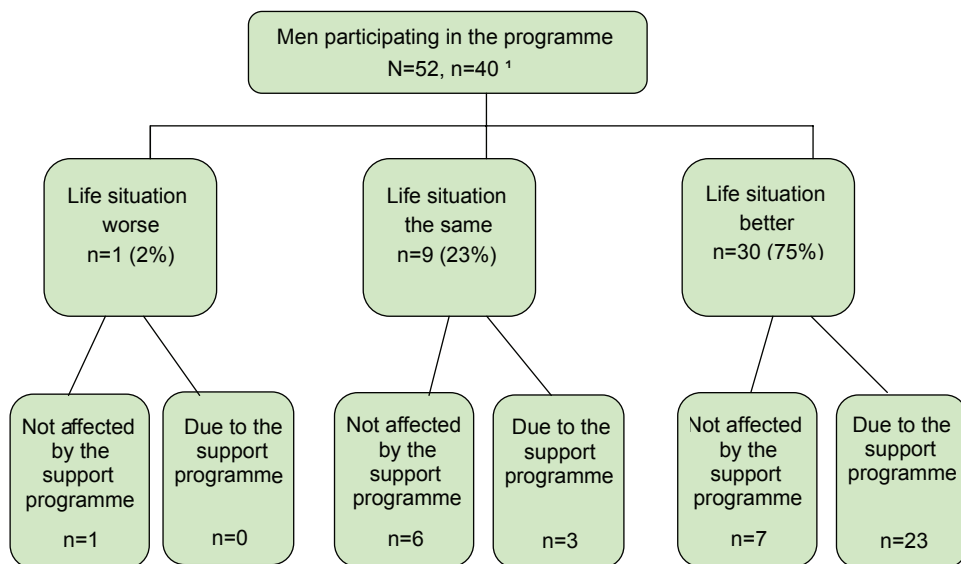 Men participating in the programme
N=52, n=40 ¹
Life situation
worse
n=1 (2%)
Life situation
the same
n=9 (23%)
Life situation
better
n=30 (75%)
Not affected
by the
support
programme
n=1
Due to the
support
programme
n=0
Not affected
by the
support
programme
n=6
Due to the
support
programme
n=3
Not affected
by the
support
programme
n=7
Due to the
support
programme
n=23